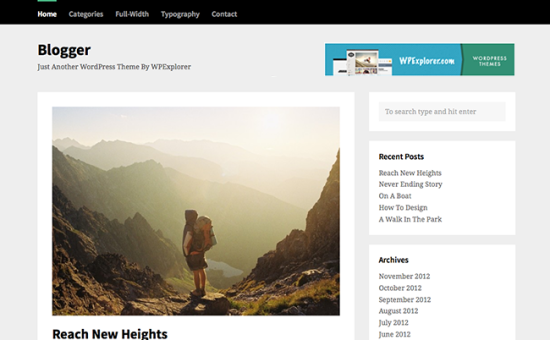 Home Categories Full-Width Typography Contact
Blogger
Just Another WordPress Theme By WPExplorer
WPExplorer.com
WORDPRESS
THEMES
To search type and hit enter
Recent Posts
Reach New Heights
Never Ending Story
On A Boat
How To Design
A Walk In The Park
Archives
November 2012
October 2012
September 2012
August 2012
July 2012
June 2012
Reach New Heights